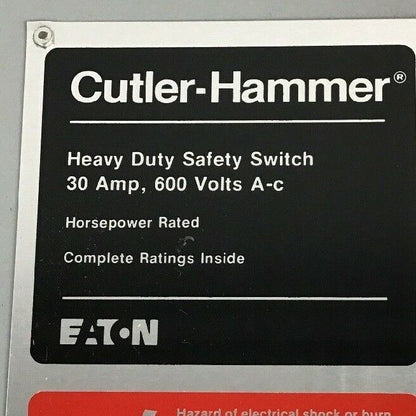 Cutler-Hammer®
Heavy Duty Safety Switch
30 Amp, 600 Volts A-c
Horsepower Rated
Complete Ratings Inside
EATON
Hazard of electrical shock or burn